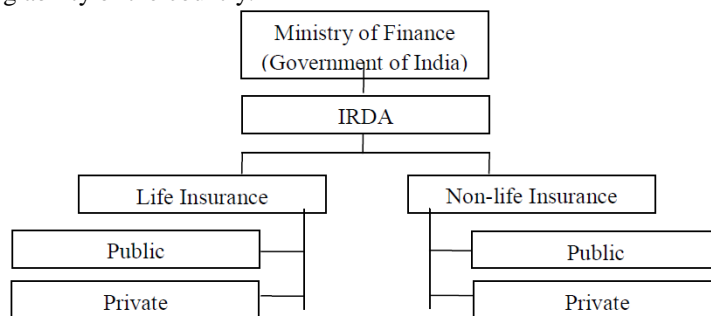 Ministry of Finance
(Government of India)
IRDA
Life Insurance
Non-life Insurance
Public
Public
Private
Private